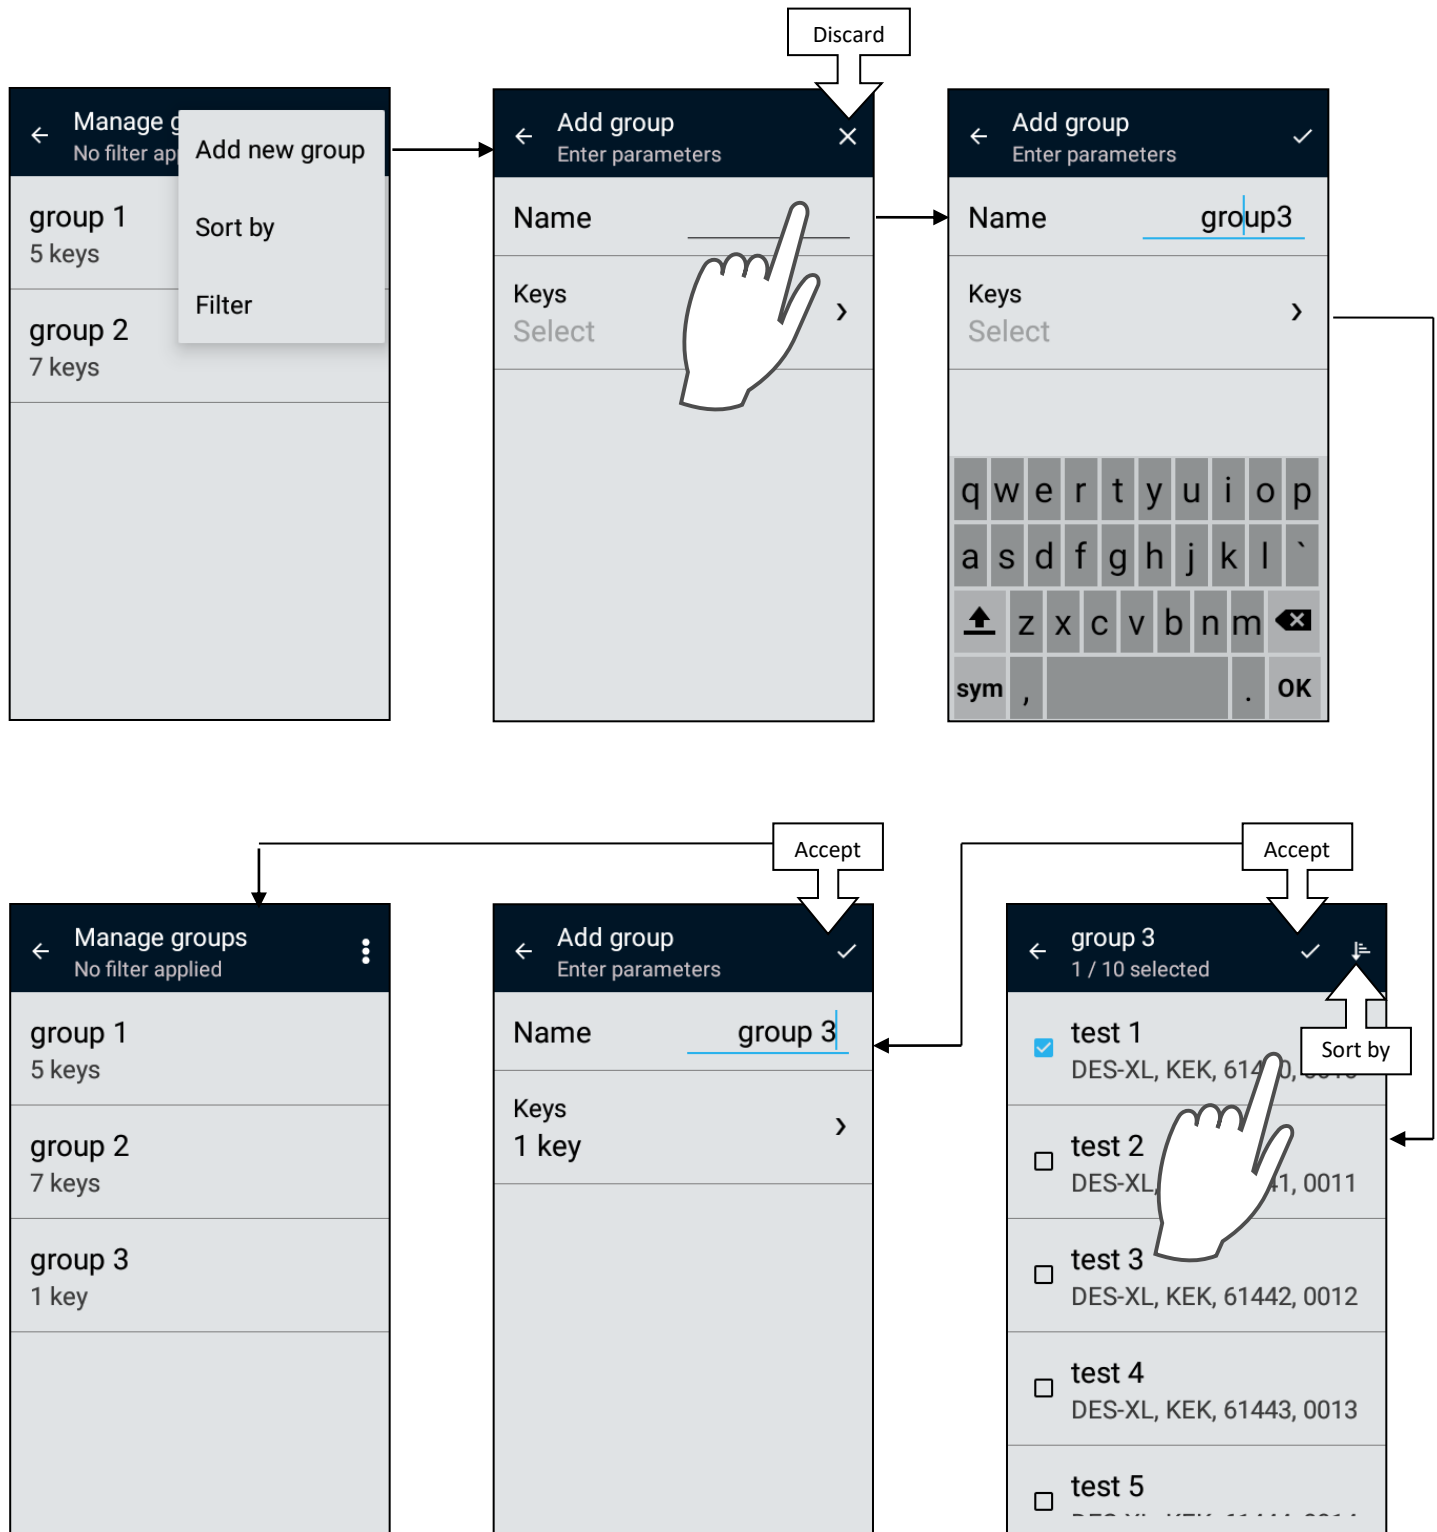 Discard
Manage g
No filter ap
Add new group
Sort by
Filter
group 1
5 keys
group 2
7 keys
Add group
Enter parameters
Name
Keys
Select
Add group
Enter parameters
Name group3
Keys
Select
q w e r t y u i o p
a s d f g h j k l `
z x c v b n m
sym , . OK
Accept
Accept
Manage groups
No filter applied
group 1
5 keys
group 2
7 keys
group 3
1 key
Add group
Enter parameters
Name group 3
Keys
1 key
group 3
1 / 10 selected
Sort by
test 1
DES-XL, KEK,
test 2
DES-XL, 0011
test 3
DES-XL, KEK, 61442, 0012
test 4
DES-XL, KEK, 61443, 0013
test 5